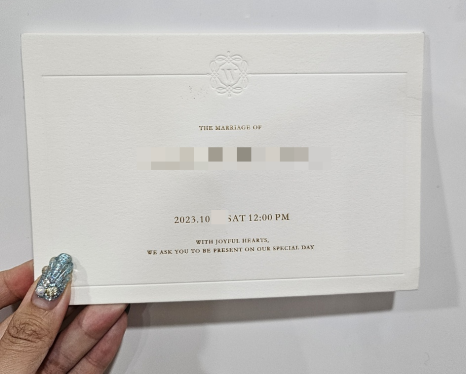 W
THE MARRIAGE OF
2023.10 SAT 12:00 PM
WITH JOYFUL HEARTS,
WE ASK YOU TO BE PRESENT ON OUR SPECIAL DAY